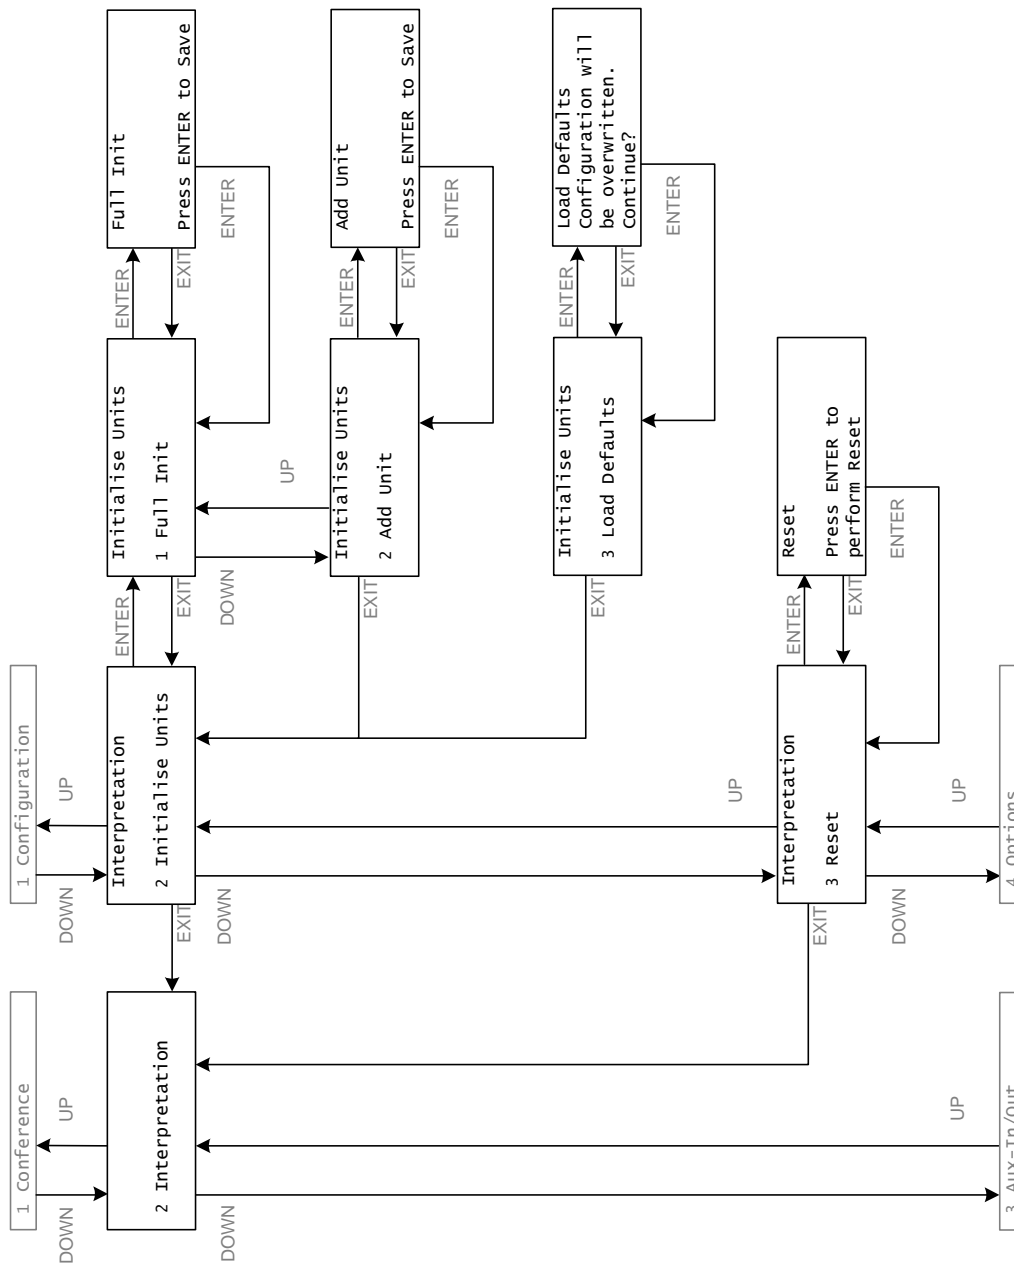 1 Conference
UP
DOWN
2 Interpretation
DOWN
UP
3 Aux-In/Out
1 Configuration
UP
DOWN
Interpretation
2 Initialise Units
EXIT
DOWN
UP
Interpretation
3 Reset
EXIT
DOWN
UP
4 Options
ENTER
EXIT
Initialise Units
1 Full Init
DOWN
UP
Initialise Units
2 Add Unit
EXIT
Initialise Units
3 Load Defaults
EXIT
ENTER
EXIT
Reset
Press ENTER to
perform Reset
ENTER
ENTER
EXIT
Full Init
Press ENTER to Save
ENTER
ENTER
EXIT
Add Unit
Press ENTER to Save
ENTER
ENTER
EXIT
Load Defaults
Configuration will
be overwritten.
Continue?
ENTER